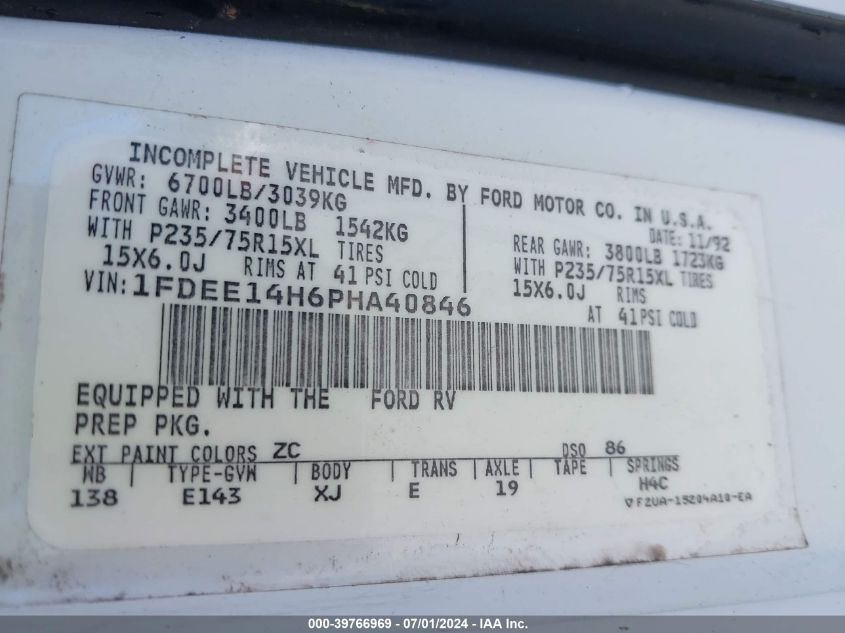 INCOMPLETE VEHICLE MFD. BY FORD MOTOR CO. IN U.S.A.
GVWR: 6700LB/3039KG
DATE: 11/92
FRONT GAWR: 3400LB 1542KG
REAR GAWR: 3800LB 1723KG
WITH P235/75R15XL TIRES
WITH P235/75R15XL TIRES
15X6.0J RIMS AT 41 PSI COLD
15X6.0J RIMS
AT 41 PSI COLD
VIN: 1FDEE14H6PHA40846
EQUIPPED WITH THE FORD RV
PREP PKG.
EXT PAINT COLORS ZC DSO 86
WB | TYPE-GVW | BODY | TRANS | AXLE | TAPE | SPRINGS
138 E143 XJ E 19 H4C
F2UA-15204A10-EA
000-39766969 - 07/01/2024 - IAA Inc.